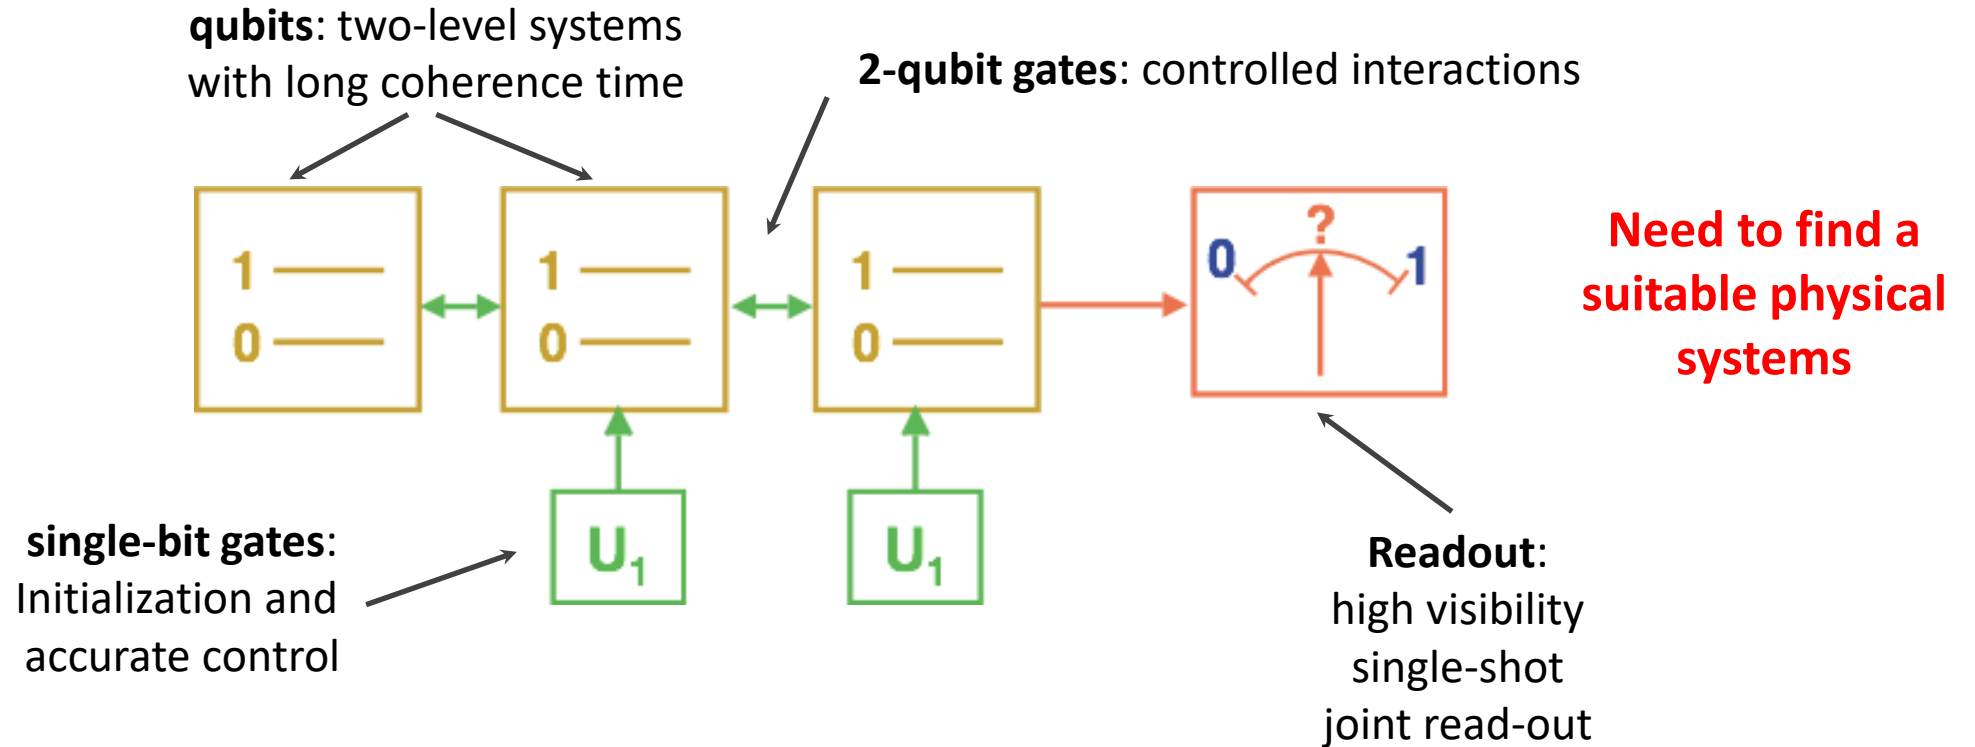 qubits: two-level systems
with long coherence time
2-qubit gates: controlled interactions
1
0
1
0
1
0
0 ? 1
Need to find a
suitable physical
systems
single-bit gates:
Initialization and
accurate control
U₁
U₁
Readout:
high visibility
single-shot
joint read-out